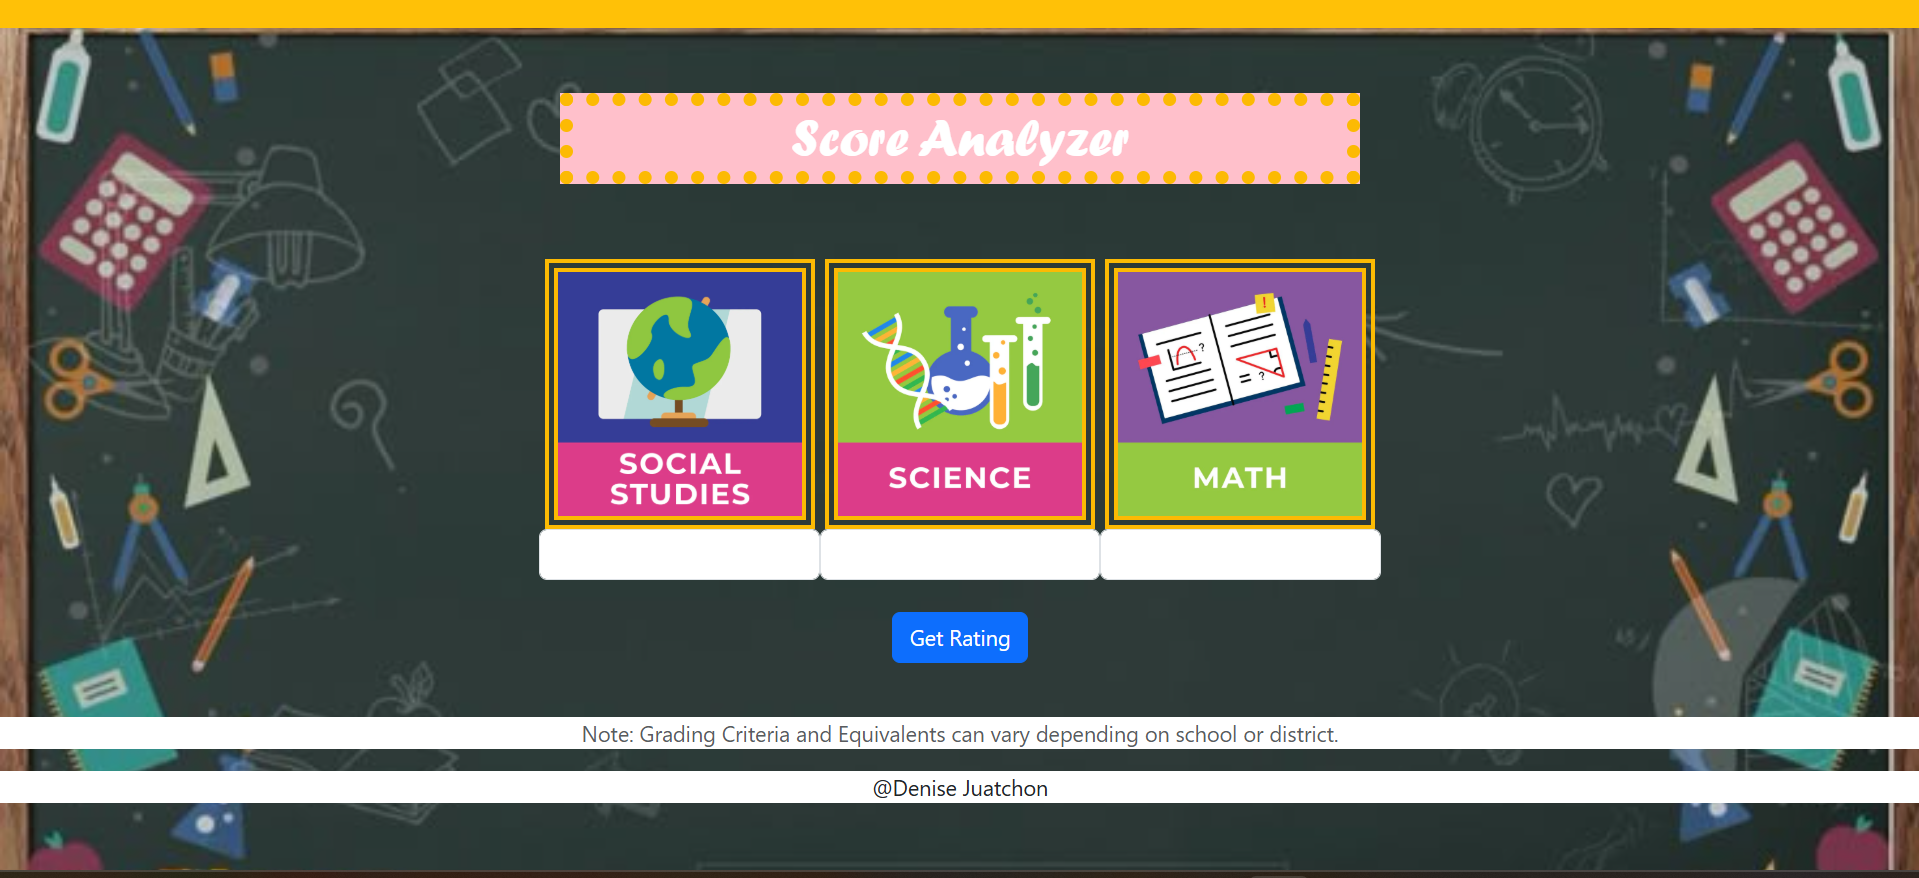 Score Analyzer
SOCIAL
STUDIES
SCIENCE
MATH
Get Rating
Note: Grading Criteria and Equivalents can vary depending on school or district.
@Denise Juatchon